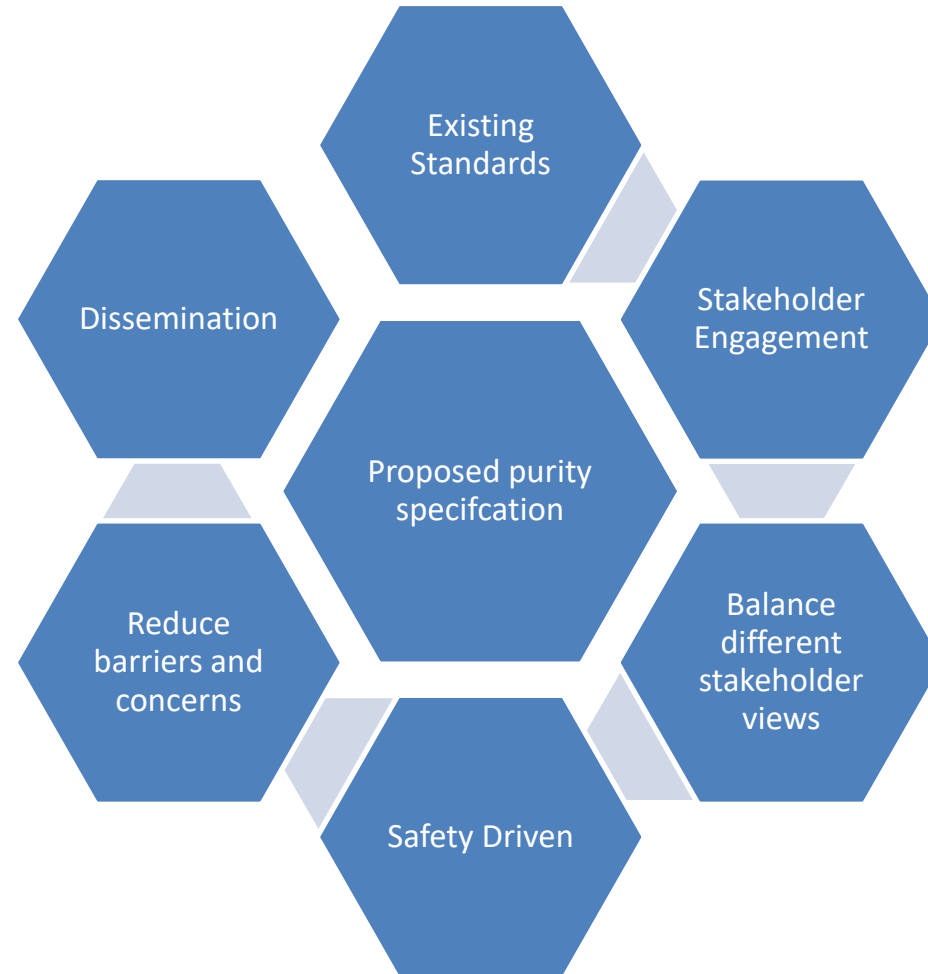 Existing
Standards
Stakeholder
Engagement
Balance
different
stakeholder
views
Safety Driven
Reduce
barriers and
concerns
Dissemination
Proposed purity
specifcation